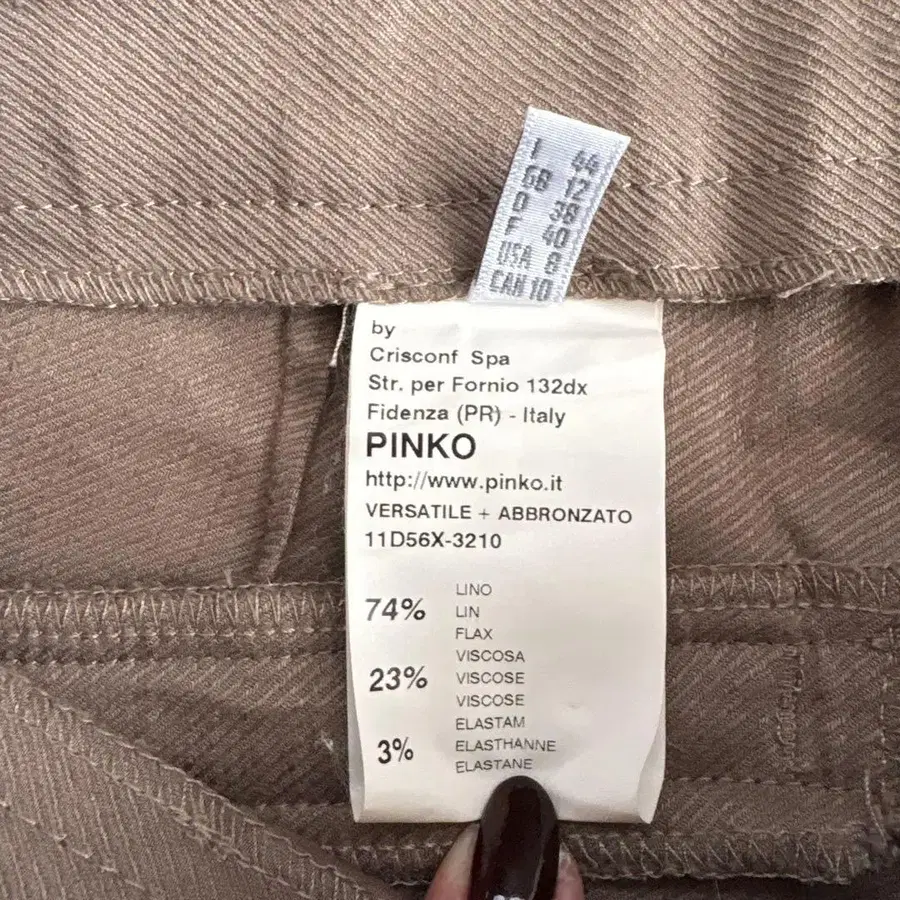 I 44
GB 12
D 38
F 40
USA 8
CAN 10
by
Crisconf Spa
Str. per Fornio 132dx
Fidenza (PR) - Italy
PINKO
http://www.pinko.it
VERSATILE + ABBRONZATO
11D56X-3210
LINO
74% LIN
FLAX
VISCOSA
23% VISCOSE
VISCOSE
ELASTAM
3% ELASTHANNE
ELASTANE